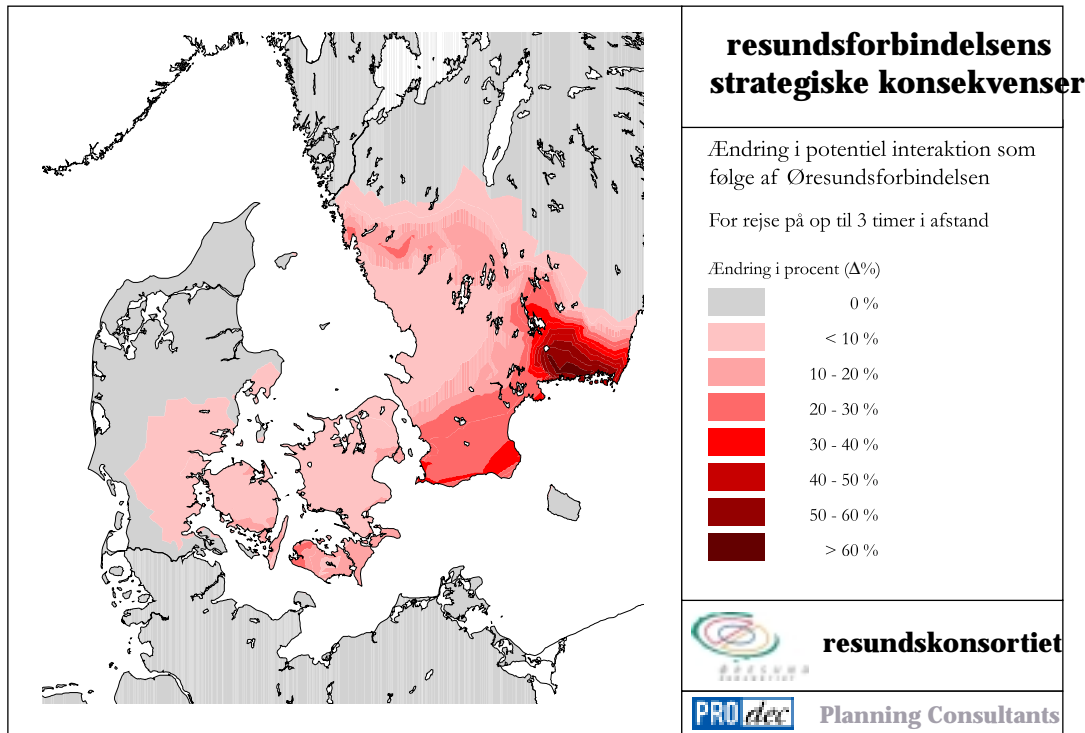 resundsforbindelsens
strategiske konsekvenser
Ændring i potentiel interaktion som
følge af Øresundsforbindelsen
For rejse på op til 3 timer i afstand
Ændring i procent (Δ%)
0 %
< 10 %
10 - 20 %
20 - 30 %
30 - 40 %
40 - 50 %
50 - 60 %
> 60 %
resundskonsortiet
PROdec Planning Consultants